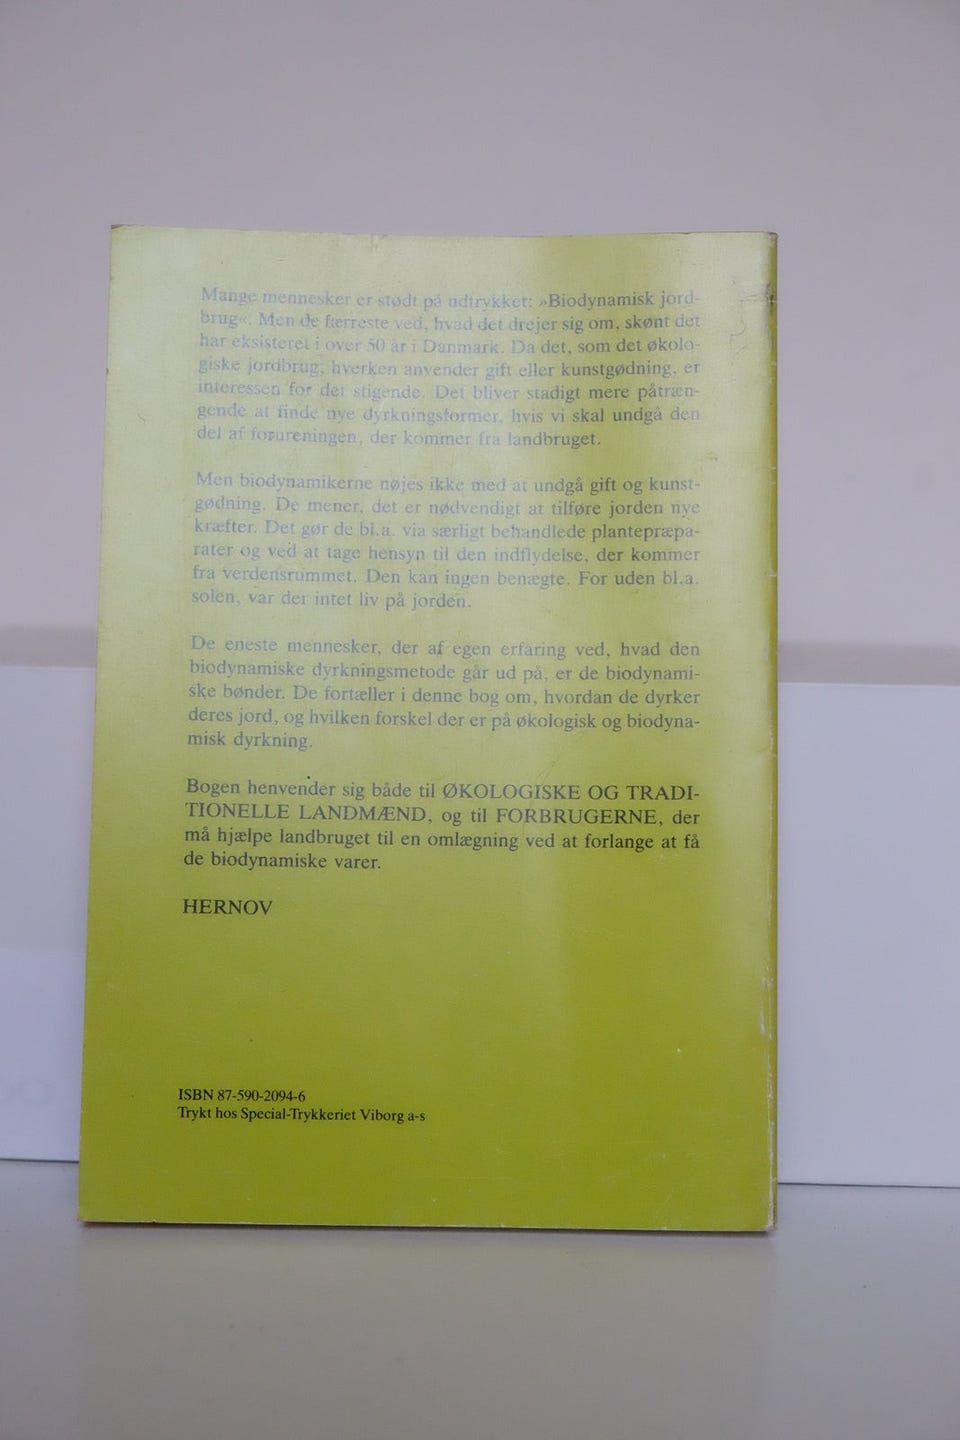 Mange mennesker er stødt på udtrykket: »Biodynamisk jord-
brug«. Men de færreste ved, hvad det drejer sig om, skønt det
har eksisteret i over 50 år i Danmark. Da det, som det økolo-
giske jordbrug, hverken anvender gift eller kunstgødning, er
interessen for det stigende. Det bliver stadigt mere påtræn-
gende at finde nye dyrkningsformer, hvis vi skal undgå den
del af forureningen, der kommer fra landbruget.
Men biodynamikerne nøjes ikke med at undgå gift og kunst-
gødning. De mener, det er nødvendigt at tilføre jorden nye
kræfter. Det gør de bl.a. via særligt behandlede plantepræpa-
rater og ved at tage hensyn til den indflydelse, der kommer
fra verdensrummet. Den kan ingen benægte. For uden bl.a.
solen, var der intet liv på jorden.
De eneste mennesker, der af egen erfaring ved, hvad den
biodynamiske dyrkningsmetode går ud på, er de biodynami-
ske bønder. De fortæller i denne bog om, hvordan de dyrker
deres jord, og hvilken forskel der er på økologisk og biodyna-
misk dyrkning.
Bogen henvender sig både til ØKOLOGISKE OG TRADI-
TIONELLE LANDMÆND, og til FORBRUGERNE, der
må hjælpe landbruget til en omlægning ved at forlange at få
de biodynamiske varer.
HERNOV
ISBN 87-590-2094-6
Trykt hos Special-Trykkeriet Viborg a-s